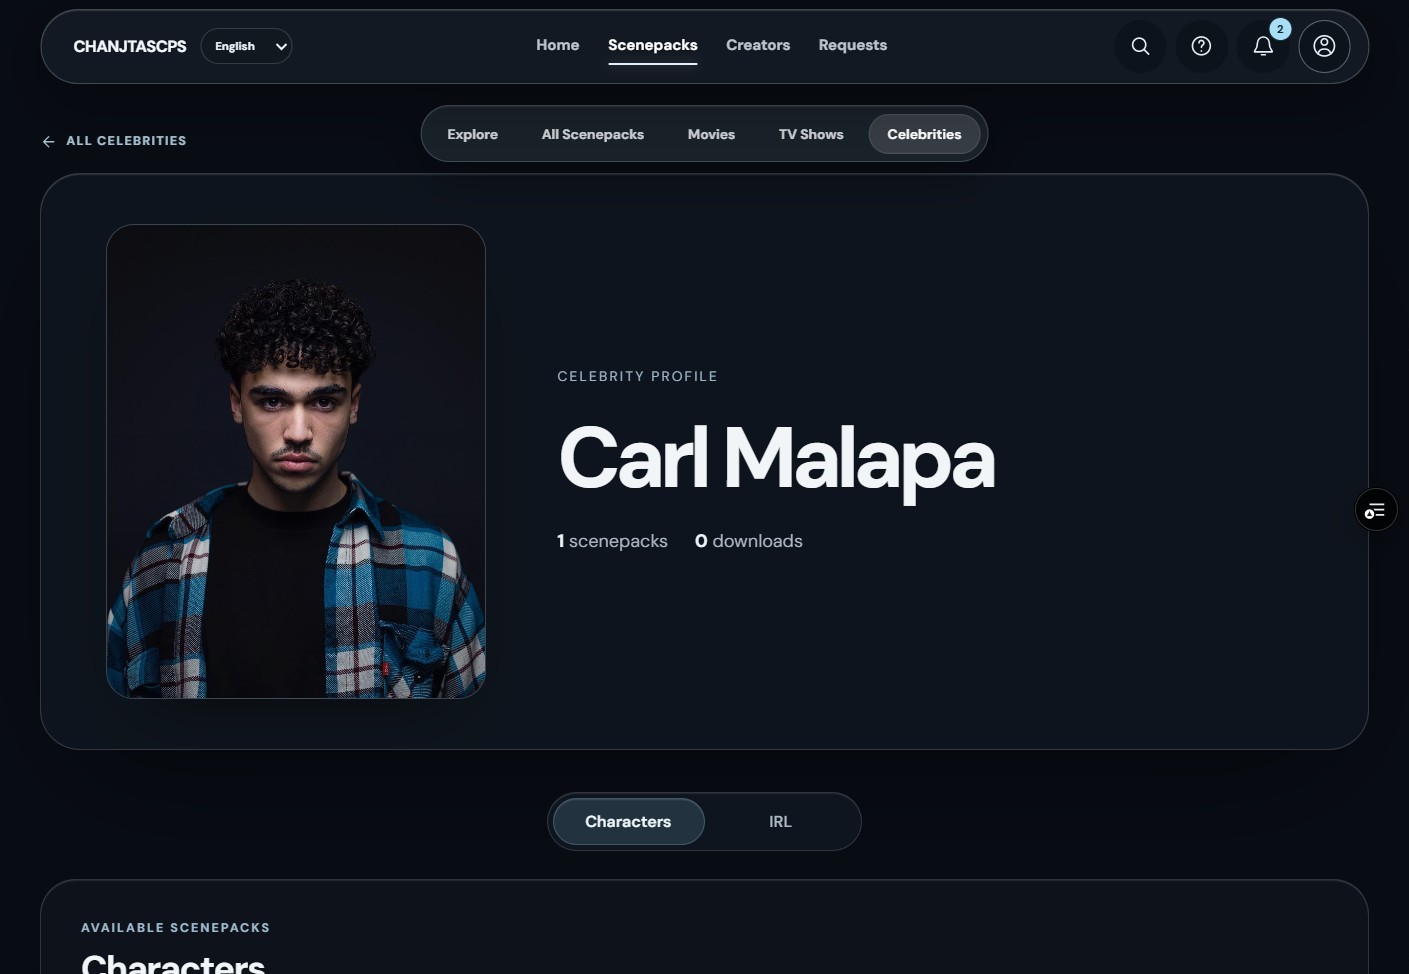 CHANJTASCPS
English
Home
Scenepacks
Creators
Requests
2
ALL CELEBRITIES
Explore
All Scenepacks
Movies
TV Shows
Celebrities
CELEBRITY PROFILE
Carl Malapa
1 scenepacks 0 downloads
Characters
IRL
AVAILABLE SCENEPACKS
Characters